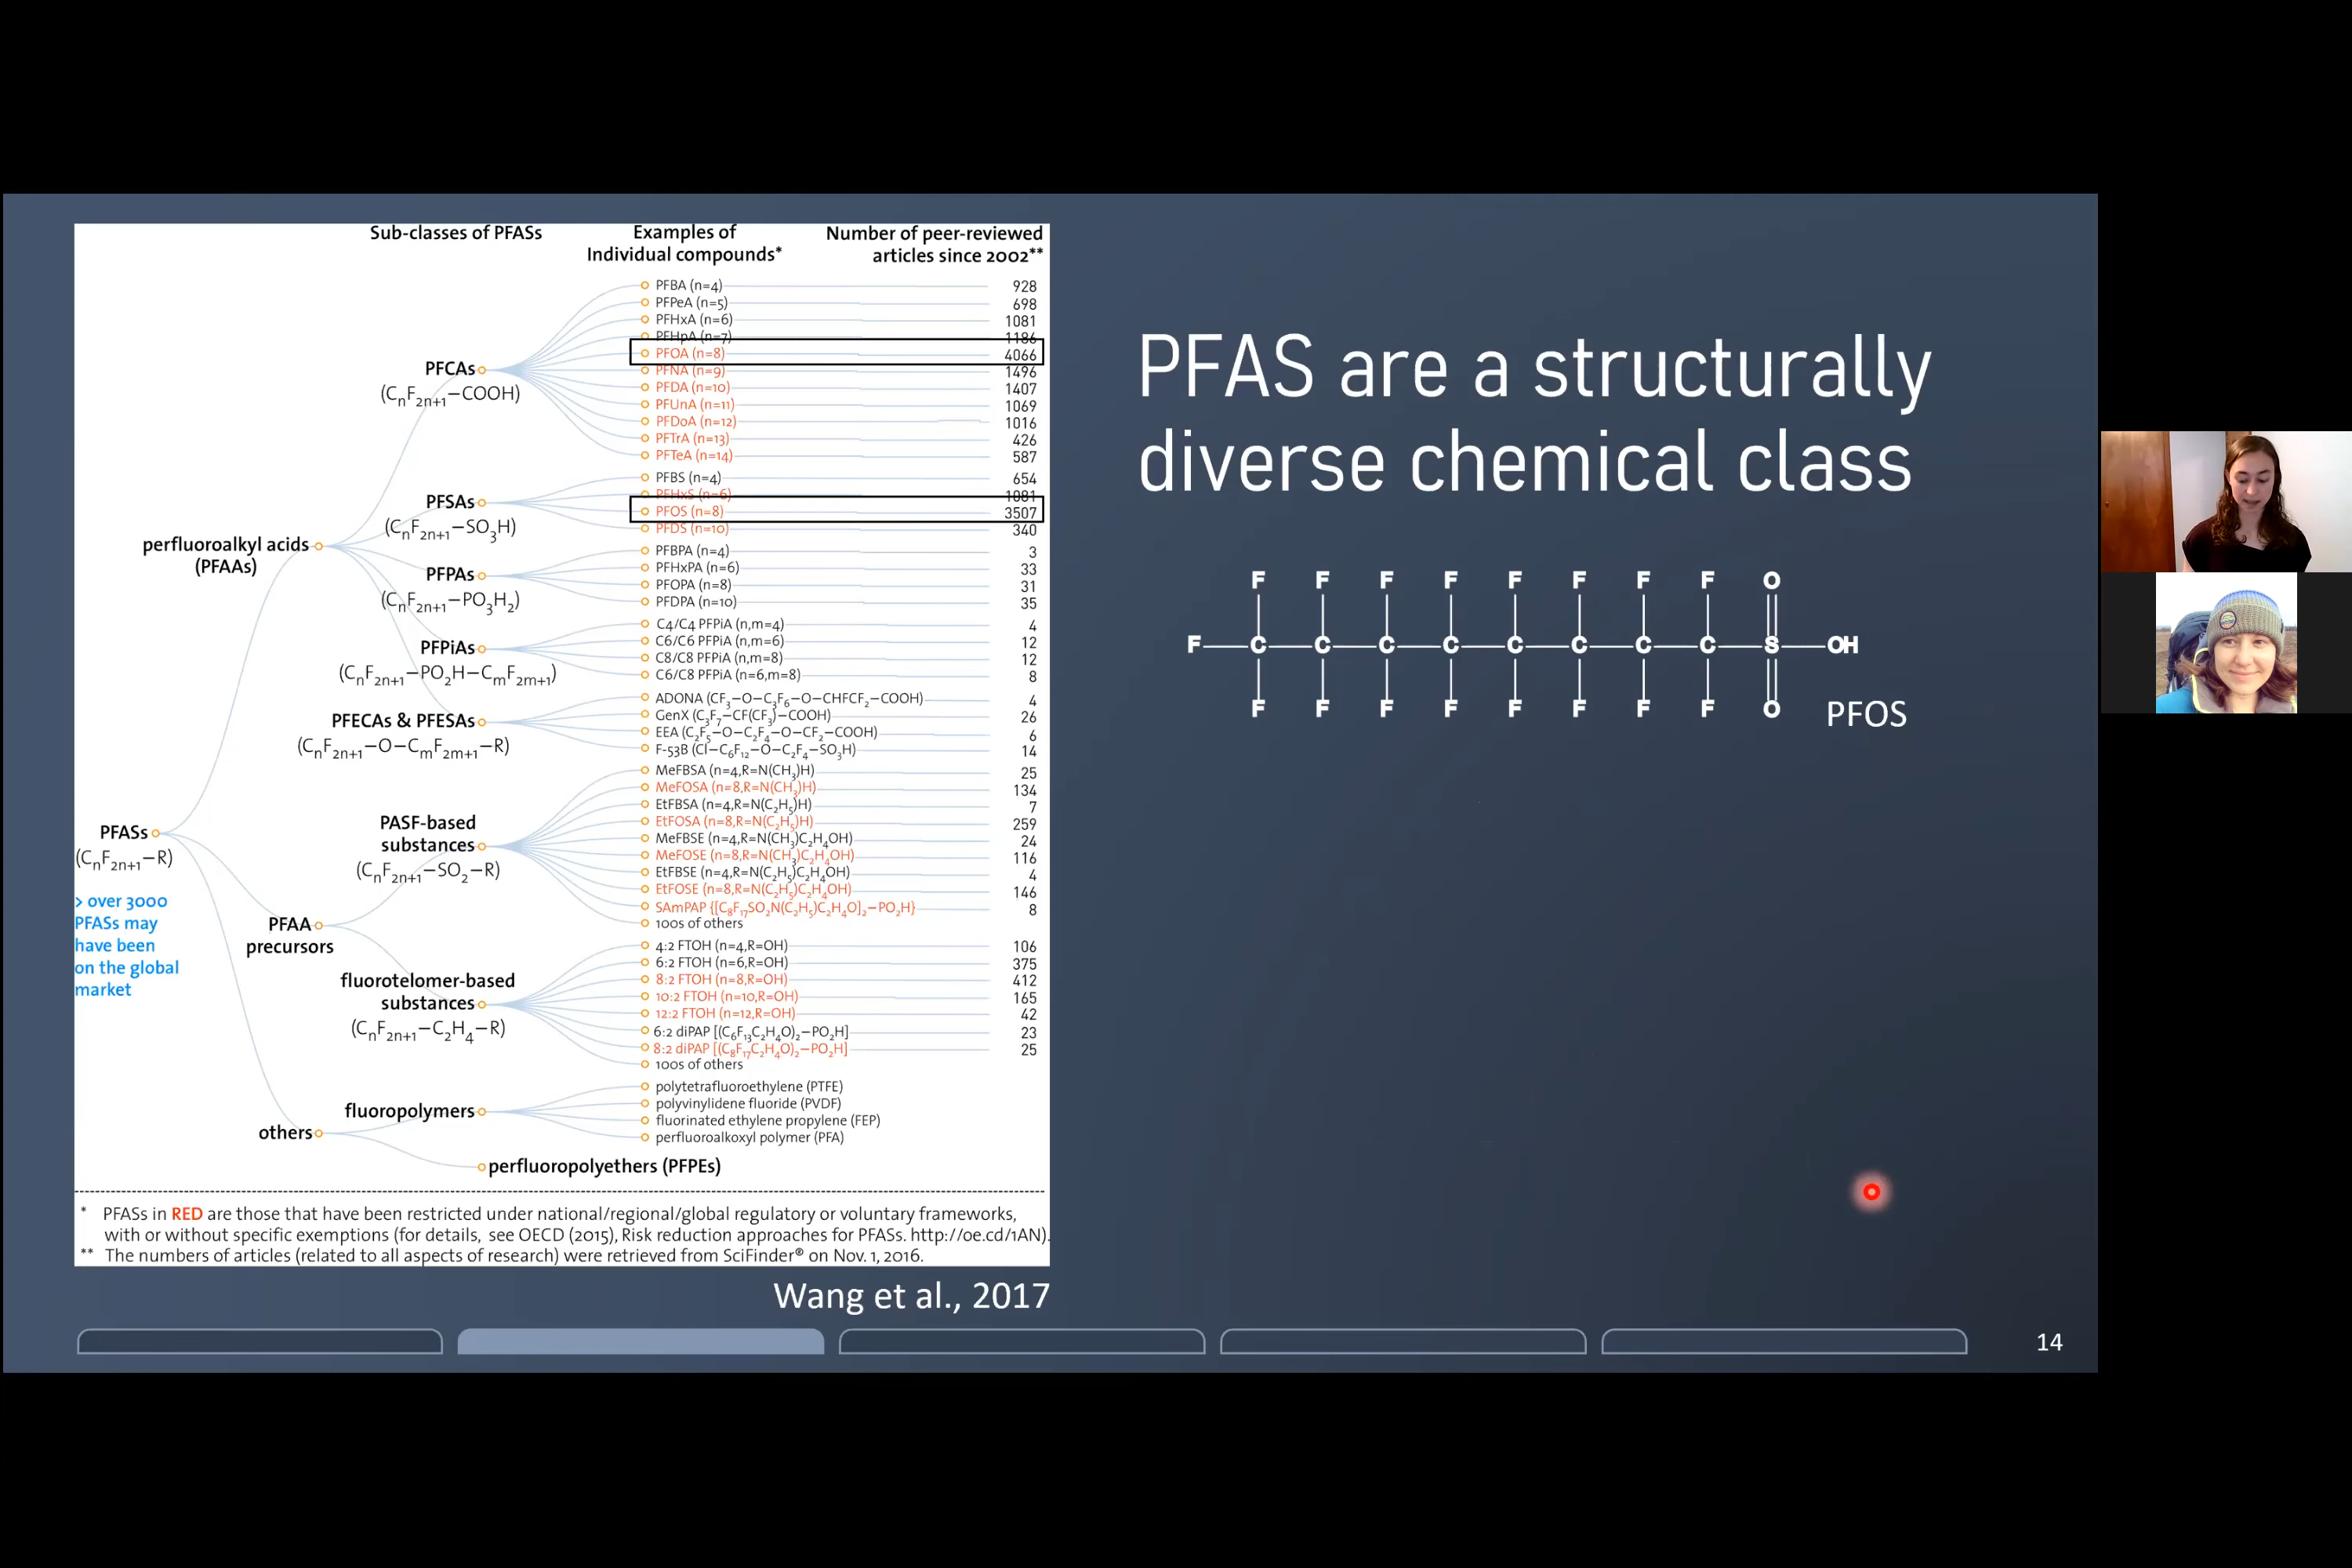 Sub-classes of PFASs
Examples of
Individual compounds*
Number of peer-reviewed
articles since 2002**
PFASs
(CnF2n+1–R)
> over 3000
PFASs may
have been
on the global
market
perfluoroalkyl acids
(PFAAs)
PFCAs
(CnF2n+1–COOH)
PFBA (n=4) 928
PFPeA (n=5) 698
PFHxA (n=6) 1081
PFHpA (n=7) 1186
PFOA (n=8) 4066
PFNA (n=9) 1496
PFDA (n=10) 1407
PFUnA (n=11) 1069
PFDoA (n=12) 1016
PFTrA (n=13) 426
PFTeA (n=14) 587
PFSAs
(CnF2n+1–SO3H)
PFBS (n=4) 654
PFHxS (n=6) 1081
PFOS (n=8) 3507
PFDS (n=10) 340
PFPAs
(CnF2n+1–PO3H2)
PFBPA (n=4) 3
PFHxPA (n=6) 33
PFOPA (n=8) 31
PFDPA (n=10) 35
PFPiAs
(CnF2n+1–PO2H–CmF2m+1)
C4/C4 PFPiA (n,m=4) 4
C6/C6 PFPiA (n,m=6) 12
C8/C8 PFPiA (n,m=8) 12
C6/C8 PFPiA (n=6,m=8) 8
PFECAs & PFESAs
(CnF2n+1–O–CmF2m+1–R)
ADONA (CF3–O–C3F6–O–CHFCF2–COOH) 4
GenX (C3F7–CF(CF3)–COOH) 26
EEA (C2F5–O–C2F4–O–CF2–COOH) 6
F-53B (Cl–C6F12–O–C2F4–SO3H) 14
PFAA
precursors
PASF-based
substances
(CnF2n+1–SO2–R)
MeFBSA (n=4,R=N(CH3)H) 25
MeFOSA (n=8,R=N(CH3)H) 134
EtFBSA (n=4,R=N(C2H5)H) 7
EtFOSA (n=8,R=N(C2H5)H) 259
MeFBSE (n=4,R=N(CH3)C2H4OH) 24
MeFOSE (n=8,R=N(CH3)C2H4OH) 116
EtFBSE (n=4,R=N(C2H5)C2H4OH) 4
EtFOSE (n=8,R=N(C2H5)C2H4OH) 146
SAmPAP {[C8F17SO2N(C2H5)C2H4O]2–PO2H} 8
100s of others
fluorotelomer-based
substances
(CnF2n+1–C2H4–R)
4:2 FTOH (n=4,R=OH) 106
6:2 FTOH (n=6,R=OH) 375
8:2 FTOH (n=8,R=OH) 412
10:2 FTOH (n=10,R=OH) 165
12:2 FTOH (n=12,R=OH) 42
6:2 diPAP [(C6F13C2H4O)2–PO2H] 23
8:2 diPAP [(C8F17C2H4O)2–PO2H] 25
100s of others
others
fluoropolymers
polytetrafluoroethylene (PTFE)
polyvinylidene fluoride (PVDF)
fluorinated ethylene propylene (FEP)
perfluoroalkoxyl polymer (PFA)
perfluoropolyethers (PFPEs)
* PFASs in RED are those that have been restricted under national/regional/global regulatory or voluntary frameworks,
with or without specific exemptions (for details, see OECD (2015), Risk reduction approaches for PFASs. http://oe.cd/1AN).
** The numbers of articles (related to all aspects of research) were retrieved from SciFinder® on Nov. 1, 2016.
Wang et al., 2017
PFAS are a structurally
diverse chemical class
F F F F F F F F O
F C C C C C C C C S OH
F F F F F F F F O
PFOS
14